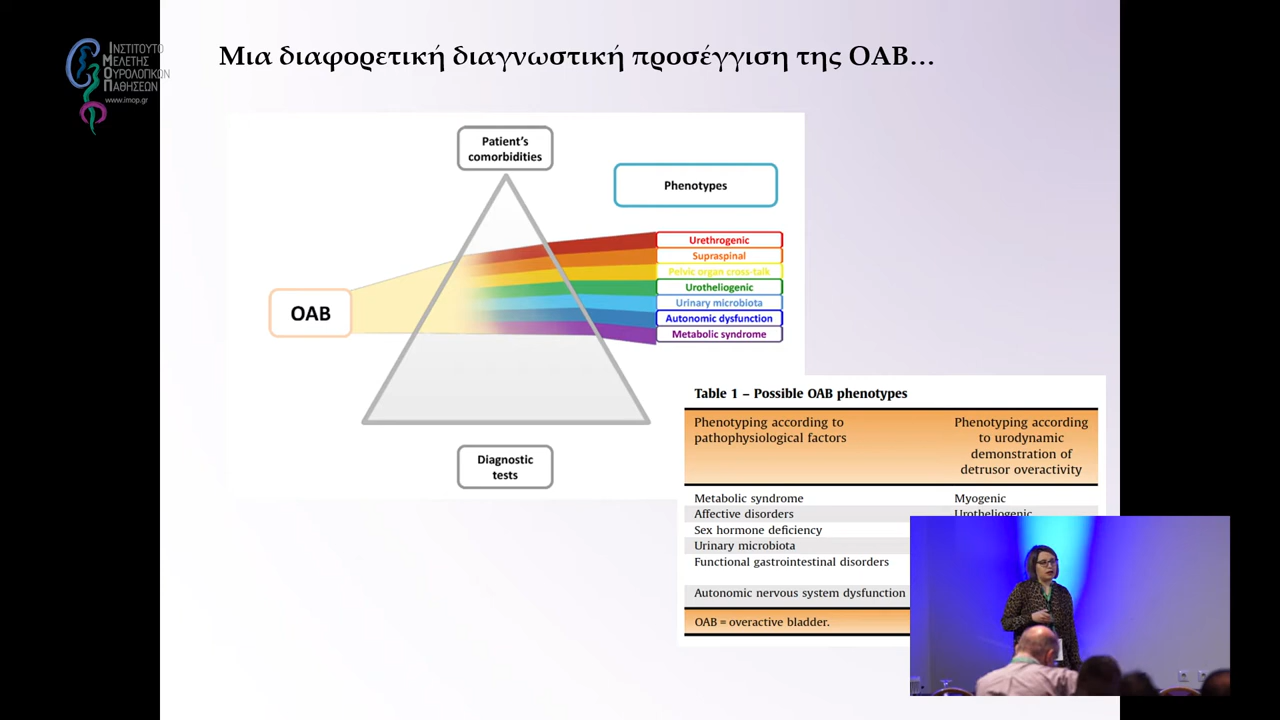 ΙΝΣΤΙΤΟΥΤΟ
ΜΕΛΕΤΗΣ
ΟΥΡΟΛΟΓΙΚΩΝ
ΠΑΘΗΣΕΩΝ
www.imop.gr
Μια διαφορετική διαγνωστική προσέγγιση της ΟΑΒ...
Patient's
comorbidities
Phenotypes
OAB
Urethrogenic
Supraspinal
Pelvic organ cross-talk
Urotheliogenic
Urinary microbiota
Autonomic dysfunction
Metabolic syndrome
Diagnostic
tests
Table 1 – Possible OAB phenotypes
Phenotyping according to
pathophysiological factors
Phenotyping according
to urodynamic
demonstration of
detrusor overactivity
Metabolic syndrome
Myogenic
Affective disorders
Urotheliogenic
Sex hormone deficiency
Urinary microbiota
Functional gastrointestinal disorders
Autonomic nervous system dysfunction
OAB = overactive bladder.